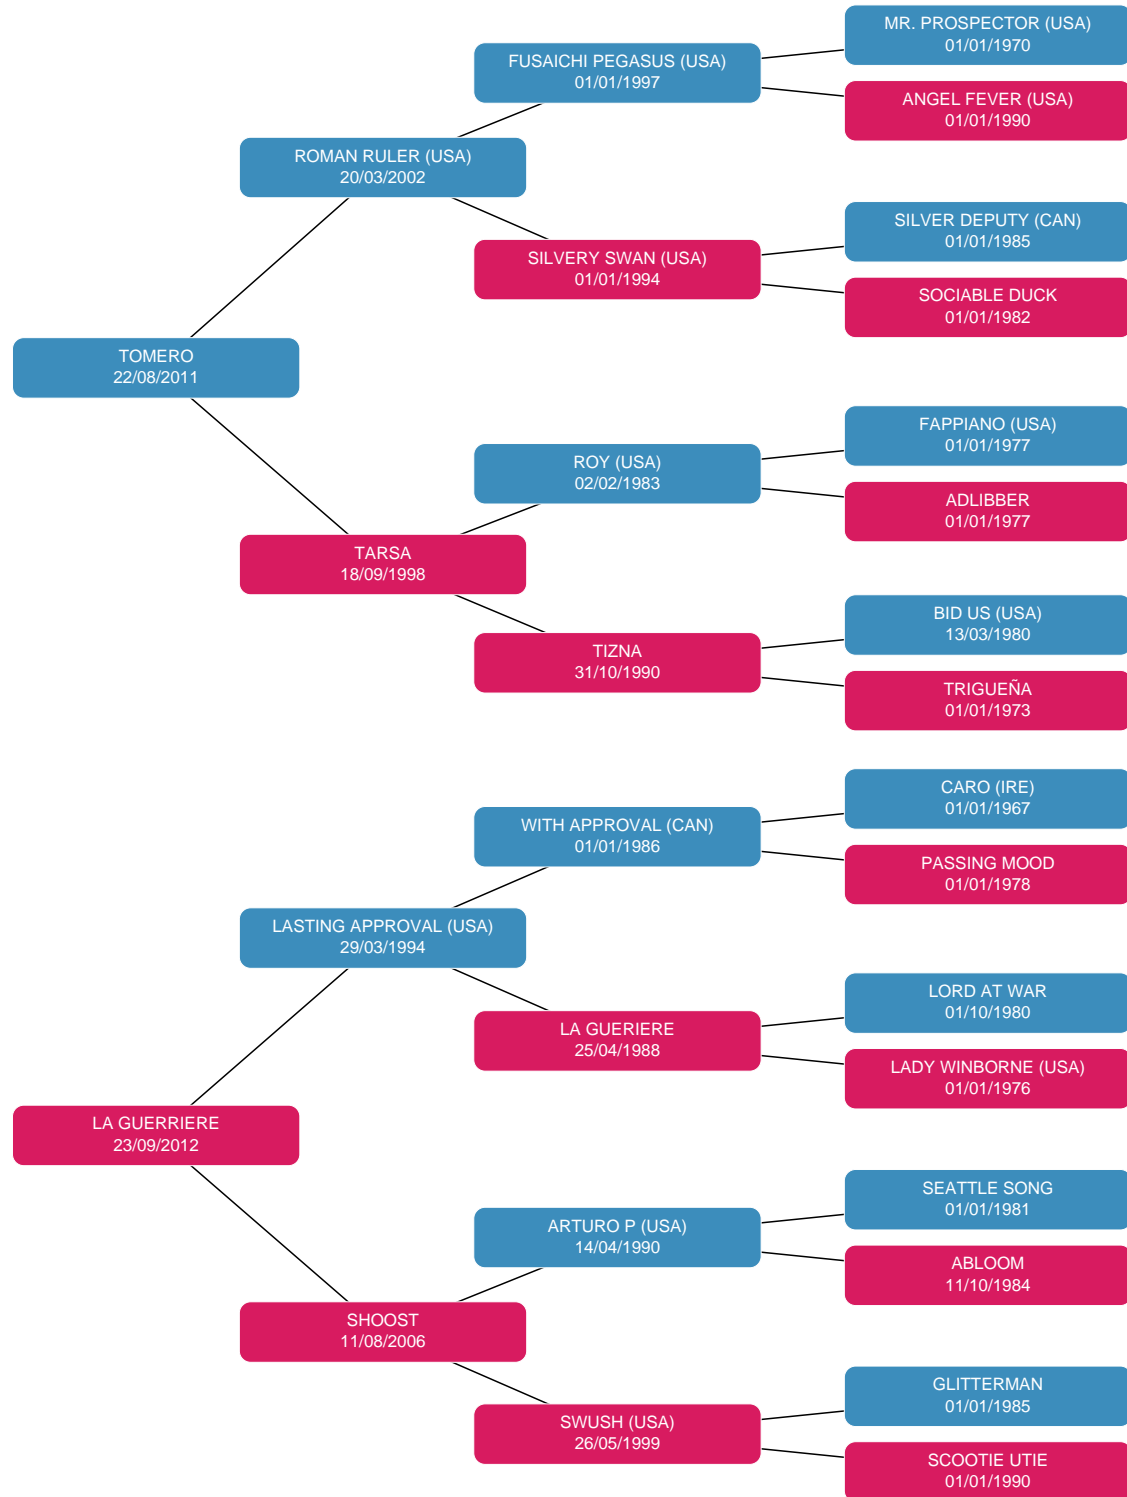 MR. PROSPECTOR (USA)
01/01/1970
FUSAICHI PEGASUS (USA)
01/01/1997
ANGEL FEVER (USA)
01/01/1990
ROMAN RULER (USA)
20/03/2002
SILVER DEPUTY (CAN)
01/01/1985
SILVERY SWAN (USA)
01/01/1994
SOCIABLE DUCK
01/01/1982
TOMERO
22/08/2011
FAPPIANO (USA)
01/01/1977
ROY (USA)
02/02/1983
ADLIBBER
01/01/1977
TARSA
18/09/1998
BID US (USA)
13/03/1980
TIZNA
31/10/1990
TRIGUEÑA
01/01/1973
CARO (IRE)
01/01/1967
WITH APPROVAL (CAN)
01/01/1986
PASSING MOOD
01/01/1978
LASTING APPROVAL (USA)
29/03/1994
LORD AT WAR
01/10/1980
LA GUERIERE
25/04/1988
LADY WINBORNE (USA)
01/01/1976
LA GUERRIERE
23/09/2012
SEATTLE SONG
01/01/1981
ARTURO P (USA)
14/04/1990
ABLOOM
11/10/1984
SHOOST
11/08/2006
GLITTERMAN
01/01/1985
SWUSH (USA)
26/05/1999
SCOOTIE UTIE
01/01/1990